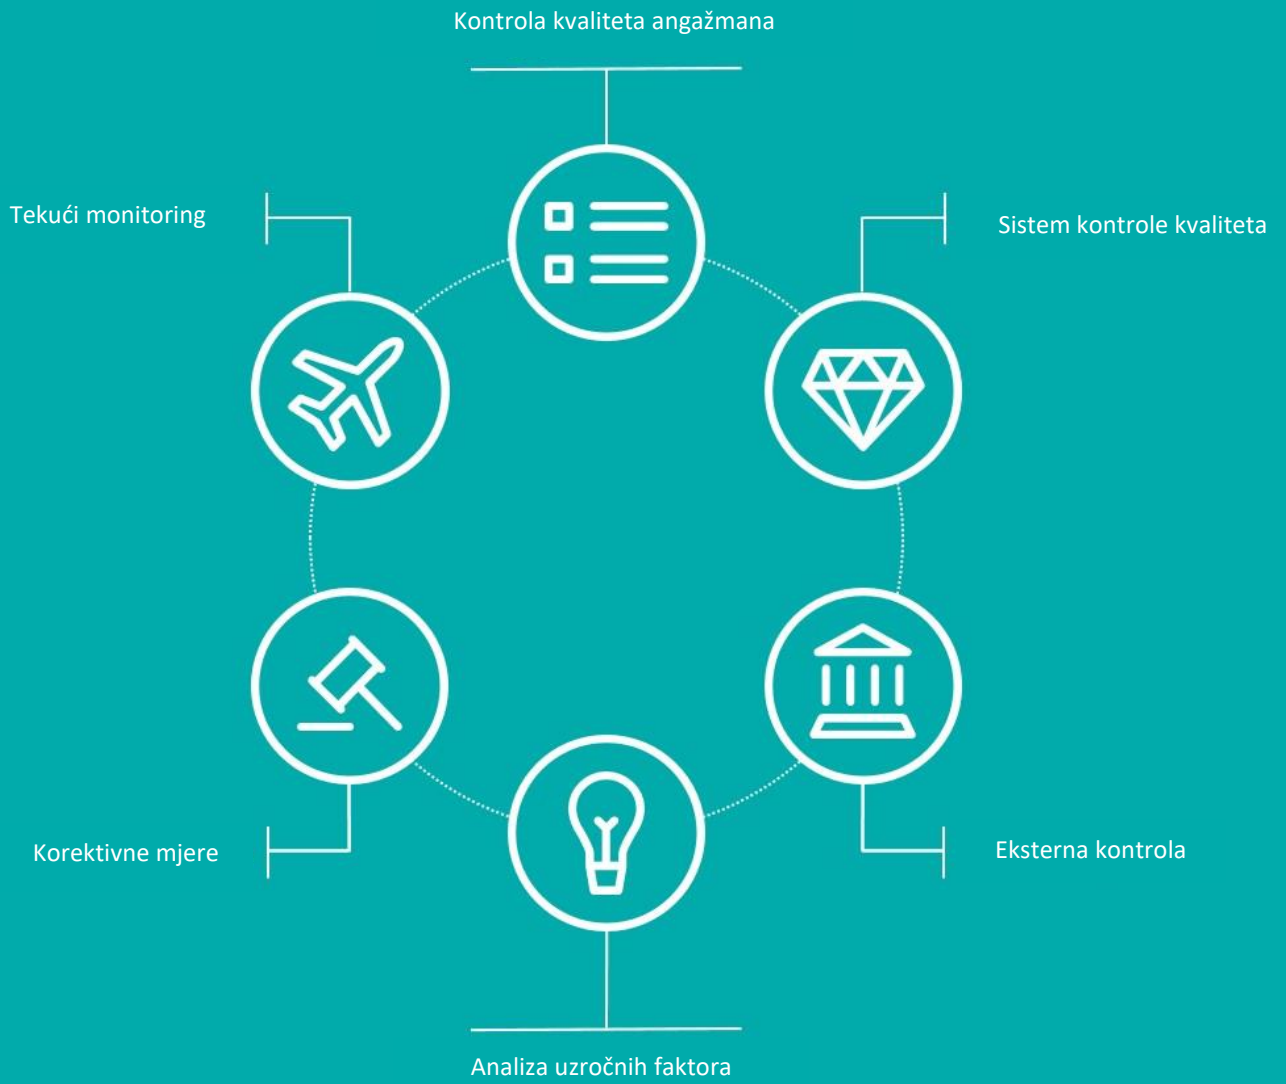 Kontrola kvaliteta angažmana
Tekući monitoring
Sistem kontrole kvaliteta
Korektivne mjere
Eksterna kontrola
Analiza uzročnih faktora